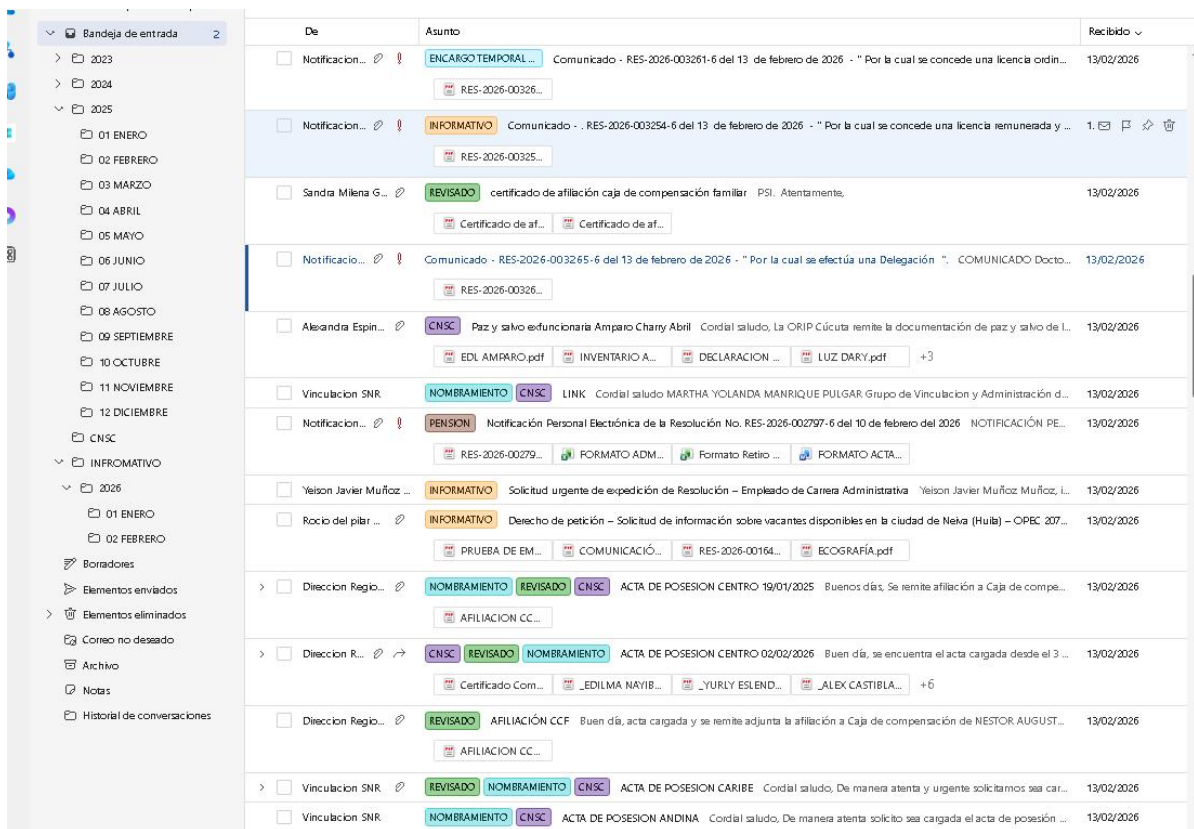 Bandeja de entrada 2
2023
2024
2025
01 ENERO
02 FEBRERO
03 MARZO
04 ABRIL
05 MAYO
06 JUNIO
07 JULIO
08 AGOSTO
09 SEPTIEMBRE
10 OCTUBRE
11 NOVIEMBRE
12 DICIEMBRE
CNSC
INFROMATIVO
2026
01 ENERO
02 FEBRERO
Borradores
Elementos enviados
Elementos eliminados
Correo no deseado
Archivo
Notas
Historial de conversaciones
De Asunto Recibido
Notificacion... ENCARGO TEMPORAL ... Comunicado - RES-2026-003261-6 del 13 de febrero de 2026 - " Por la cual se concede una licencia ordin... 13/02/2026
RES-2026-00326...
Notificacion... INFORMATIVO Comunicado - . RES-2026-003254-6 del 13 de febrero de 2026 - " Por la cual se concede una licencia remunerada y ... 1.
RES-2026-00325...
Sandra Milena G... REVISADO certificado de afiliación caja de compensación familiar PSI. Atentamente, 13/02/2026
Certificado de af... Certificado de af...
Notificacio... Comunicado - RES-2026-003265-6 del 13 de febrero de 2026 - " Por la cual se efectúa una Delegación ". COMUNICADO Docto... 13/02/2026
RES-2026-00326...
Alexandra Espin... CNSC Paz y salvo exfuncionaria Amparo Charry Abril Cordial saludo, La ORIP Cúcuta remite la documentación de paz y salvo de l... 13/02/2026
EDL AMPARO.pdf INVENTARIO A... DECLARACION ... LUZ DARY.pdf +3
Vinculacion SNR NOMBRAMIENTO CNSC LINK Cordial saludo MARTHA YOLANDA MANRIQUE PULGAR Grupo de Vinculacion y Administración d... 13/02/2026
Notificacion... PENSION Notificación Personal Electrónica de la Resolución No. RES-2026-002797-6 del 10 de febrero del 2026 NOTIFICACIÓN PE... 13/02/2026
RES-2026-00279... FORMATO ADM... Formato Retiro ... FORMATO ACTA...
Yeison Javier Muñoz ... INFORMATIVO Solicitud urgente de expedición de Resolución – Empleado de Carrera Administrativa Yeison Javier Muñoz Muñoz, i... 13/02/2026
Rocio del pilar ... INFORMATIVO Derecho de petición – Solicitud de información sobre vacantes disponibles en la ciudad de Neiva (Huila) – OPEC 207... 13/02/2026
PRUEBA DE EM... COMUNICACIÓ... RES-2026-00164... ECOGRAFÍA.pdf
Direccion Regio... NOMBRAMIENTO REVISADO CNSC ACTA DE POSESION CENTRO 19/01/2025 Buenos días, Se remite afiliación a Caja de compe... 13/02/2026
AFILIACION CC...
Direccion R... CNSC REVISADO NOMBRAMIENTO ACTA DE POSESION CENTRO 02/02/2026 Buen día, se encuentra el acta cargada desde el 3 ... 13/02/2026
Certificado Com... _EDILMA NAYIB... _YURLY ESLEND... _ALEX CASTIBLA... +6
Direccion Regio... REVISADO AFILIACIÓN CCF Buen día, acta cargada y se remite adjunta la afiliación a Caja de compensación de NESTOR AUGUST... 13/02/2026
AFILIACION CC...
Vinculacion SNR REVISADO NOMBRAMIENTO CNSC ACTA DE POSESION CARIBE Cordial saludo, De manera atenta y urgente solicitamos sea car... 13/02/2026
Vinculacion SNR NOMBRAMIENTO CNSC ACTA DE POSESION ANDINA Cordial saludo, De manera atenta solicito sea cargada el acta de posesión ... 13/02/2026